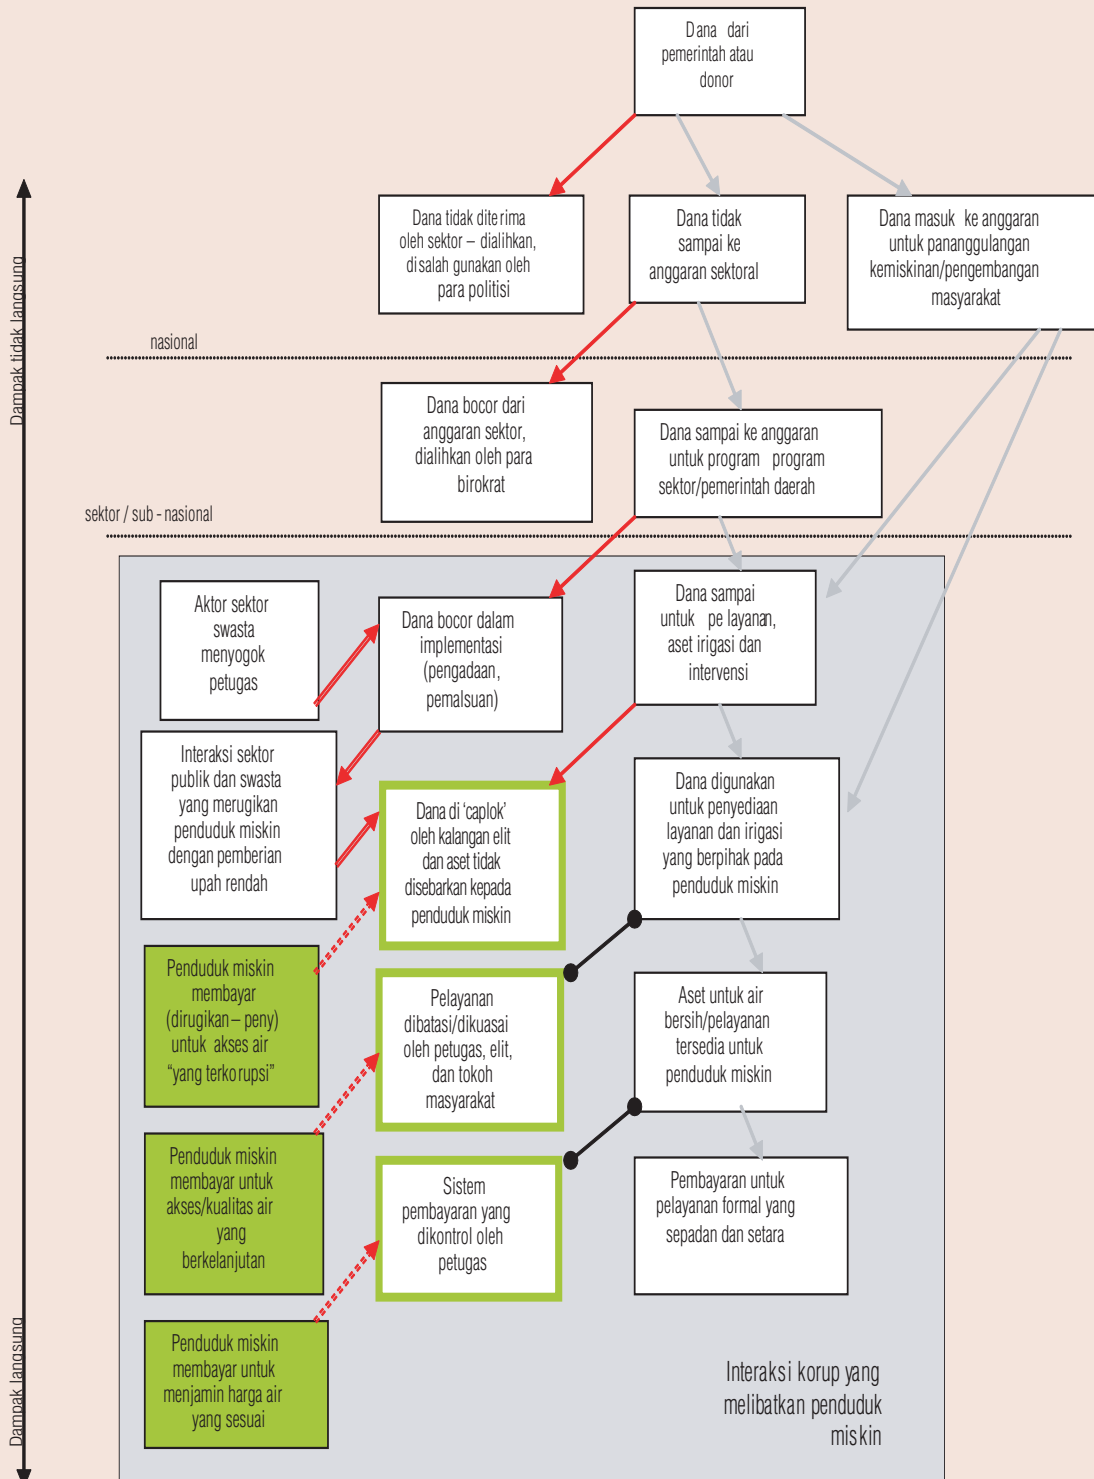 Dana dari
pemerintah atau
donor
Dampak tidak langsung
Dana tidak diterima
oleh sektor – dialihkan,
disalah gunakan oleh
para politisi
Dana tidak
sampai ke
anggaran sektoral
Dana masuk ke anggaran
untuk pananggulangan
kemiskinan/pengembangan
masyarakat
nasional
Dana bocor dari
anggaran sektor,
dialihkan oleh para
birokrat
Dana sampai ke anggaran
untuk program program
sektor/pemerintah daerah
sektor / sub - nasional
Aktor sektor
swasta
menyogok
petugas
Dana bocor dalam
implementasi
(pengadaan,
pemalsuan)
Dana sampai
untuk pe layanan,
aset irigasi dan
intervensi
Interaksi sektor
publik dan swasta
yang merugikan
penduduk miskin
dengan pemberian
upah rendah
Dana di ‘caplok’
oleh kalangan elit
dan aset tidak
disebarkan kepada
penduduk miskin
Dana digunakan
untuk penyediaan
layanan dan irigasi
yang berpihak pada
penduduk miskin
Penduduk miskin
membayar
(dirugikan – peny)
untuk akses air
“yang terkorupsi”
Pelayanan
dibatasi/dikuasai
oleh petugas, elit,
dan tokoh
masyarakat
Aset untuk air
bersih/pelayanan
tersedia untuk
penduduk miskin
Penduduk miskin
membayar untuk
akses/kualitas air
yang
berkelanjutan
Sistem
pembayaran yang
dikontrol oleh
petugas
Pembayaran untuk
pelayanan formal yang
sepadan dan setara
Penduduk miskin
membayar untuk
menjamin harga air
yang sesuai
Interaksi korup yang
melibatkan penduduk
miskin
Dampak langsung